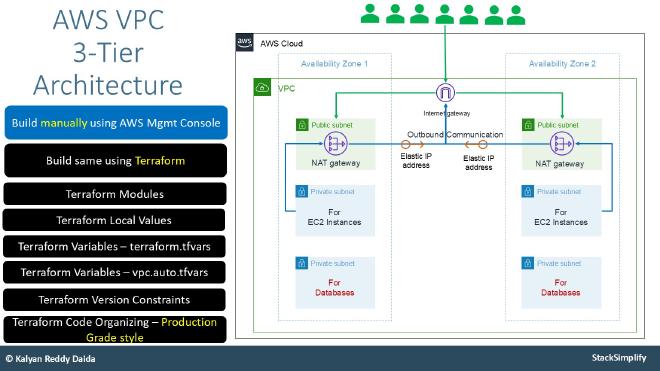 AWS VPC
3-Tier
Architecture
Build manually using AWS Mgmt Console
Build same using Terraform
Terraform Modules
Terraform Local Values
Terraform Variables – terraform.tfvars
Terraform Variables – vpc.auto.tfvars
Terraform Version Constraints
Terraform Code Organizing – Production
Grade style
aws
AWS Cloud
Availability Zone 1
Availability Zone 2
VPC
Internet gateway
Public subnet
NAT gateway
Outbound Communication
Elastic IP
address
Elastic IP
address
Public subnet
NAT gateway
Private subnet
For
EC2 Instances
Private subnet
For
EC2 Instances
Private subnet
For
Databases
Private subnet
For
Databases
© Kalyan Reddy Daida
StackSimplify